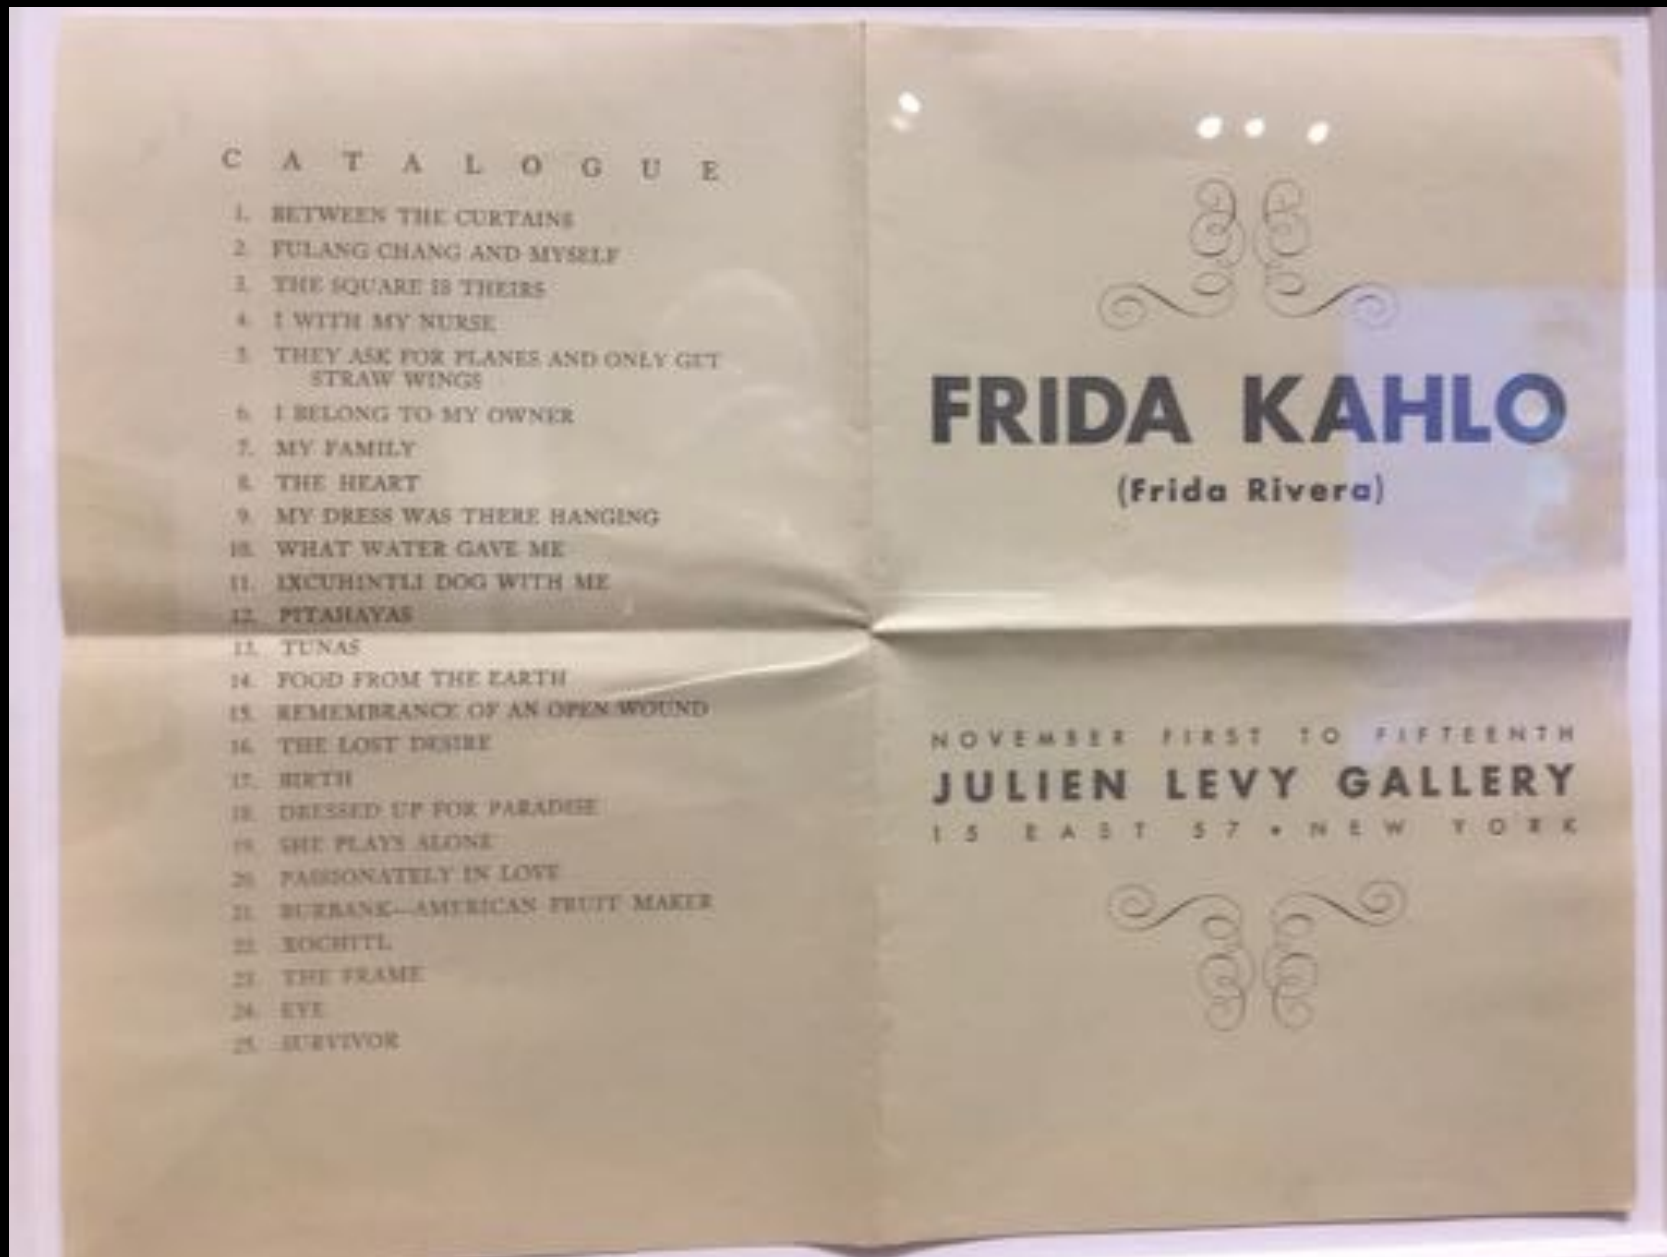 CATALOGUE
1. BETWEEN THE CURTAINS
2. FULANG CHANG AND MYSELF
3. THE SQUARE IS THEIRS
4. I WITH MY NURSE
5. THEY ASK FOR PLANES AND ONLY GET
STRAW WINGS
6. I BELONG TO MY OWNER
7. MY FAMILY
8. THE HEART
9. MY DRESS WAS THERE HANGING
10. WHAT WATER GAVE ME
11. IXCUHINTLI DOG WITH ME
12. PITAHAYAS
13. TUNAS
14. FOOD FROM THE EARTH
15. REMEMBRANCE OF AN OPEN WOUND
16. THE LOST DESIRE
17. BIRTH
18. DRESSED UP FOR PARADISE
19. SHE PLAYS ALONE
20. PASSIONATELY IN LOVE
21. BURBANK—AMERICAN FRUIT MAKER
22. XOCHITL
23. THE FRAME
24. EYE
25. SURVIVOR
FRIDA KAHLO
(Frida Rivera)
NOVEMBER FIRST TO FIFTEENTH
JULIEN LEVY GALLERY
15 EAST 57 • NEW YORK